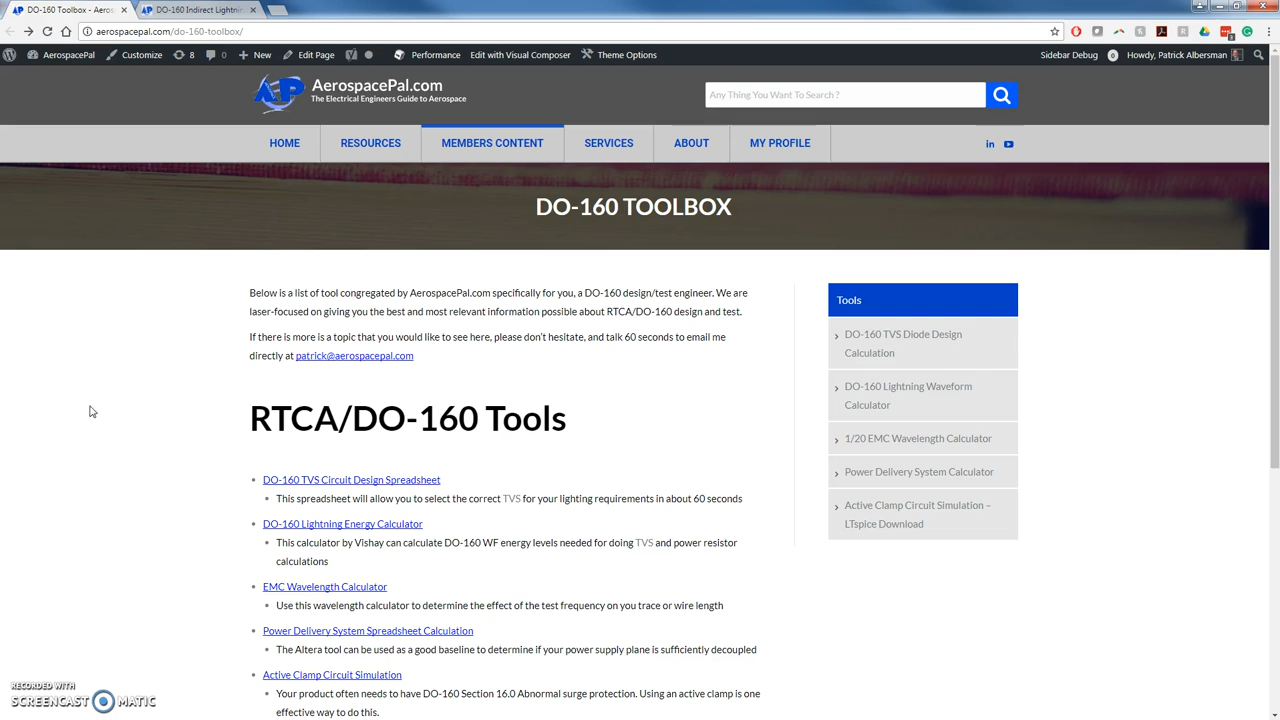 DO-160 Toolbox - Aeros
DO-160 Indirect Lightnin
aerospacepal.com/do-160-toolbox/
AerospacePal
Customize
8
0
New
Edit Page
Performance
Edit with Visual Composer
Theme Options
Sidebar Debug
0
Howdy, Patrick Albersman
AP
AerospacePal.com
The Electrical Engineers Guide to Aerospace
Any Thing You Want To Search ?
HOME
RESOURCES
MEMBERS CONTENT
SERVICES
ABOUT
MY PROFILE
in
DO-160 TOOLBOX
Below is a list of tool congregated by AerospacePal.com specifically for you, a DO-160 design/test engineer. We are
laser-focused on giving you the best and most relevant information possible about RTCA/DO-160 design and test.
If there is more is a topic that you would like to see here, please don't hesitate, and talk 60 seconds to email me
directly at patrick@aerospacepal.com
RTCA/DO-160 Tools
DO-160 TVS Circuit Design Spreadsheet
This spreadsheet will allow you to select the correct TVS for your lighting requirements in about 60 seconds
DO-160 Lightning Energy Calculator
This calculator by Vishay can calculate DO-160 WF energy levels needed for doing TVS and power resistor
calculations
EMC Wavelength Calculator
Use this wavelength calculator to determine the effect of the test frequency on you trace or wire length
Power Delivery System Spreadsheet Calculation
The Altera tool can be used as a good baseline to determine if your power supply plane is sufficiently decoupled
Active Clamp Circuit Simulation
Your product often needs to have DO-160 Section 16.0 Abnormal surge protection. Using an active clamp is one
effective way to do this.
Tools
DO-160 TVS Diode Design
Calculation
DO-160 Lightning Waveform
Calculator
1/20 EMC Wavelength Calculator
Power Delivery System Calculator
Active Clamp Circuit Simulation –
LTspice Download
RECORDED WITH
SCREENCAST MATIC